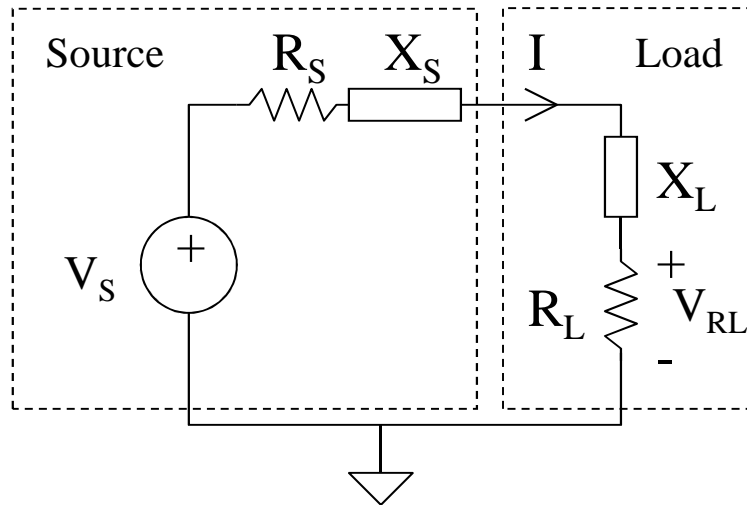 Source
R_S
X_S
I
Load
X_L
+
V_S
+
R_L
V_RL
-